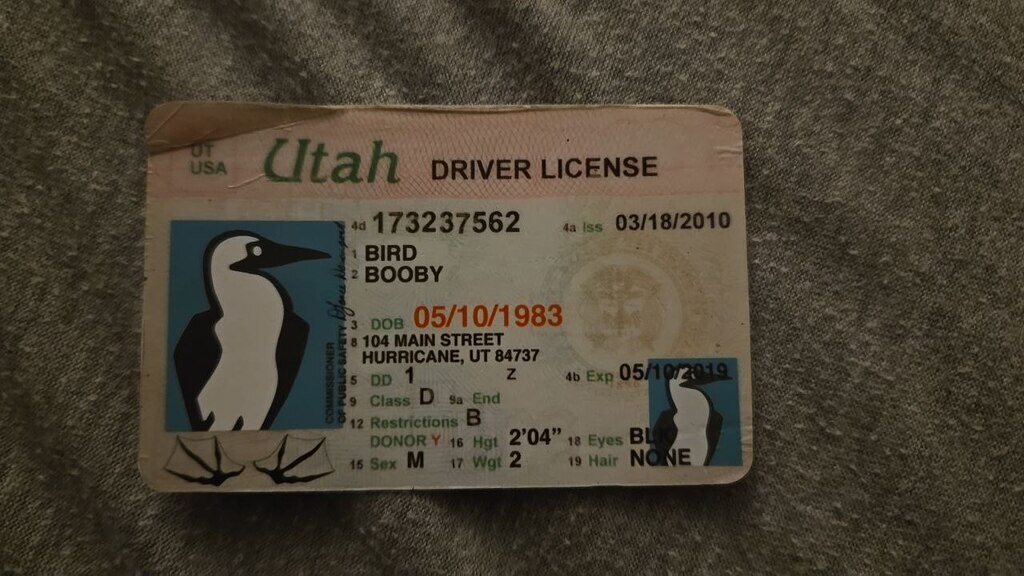 UT
USA
Utah DRIVER LICENSE
4d 173237562 4a Iss 03/18/2010
1 BIRD
2 BOOBY
3 DOB 05/10/1983
8 104 MAIN STREET
HURRICANE, UT 84737
5 DD 1 Z 4b Exp 05/10/2019
9 Class D 9a End
12 Restrictions B
DONOR Y 16 Hgt 2'04" 18 Eyes BLK
15 Sex M 17 Wgt 2 19 Hair NONE
COMMISSIONER
OF PUBLIC SAFETY